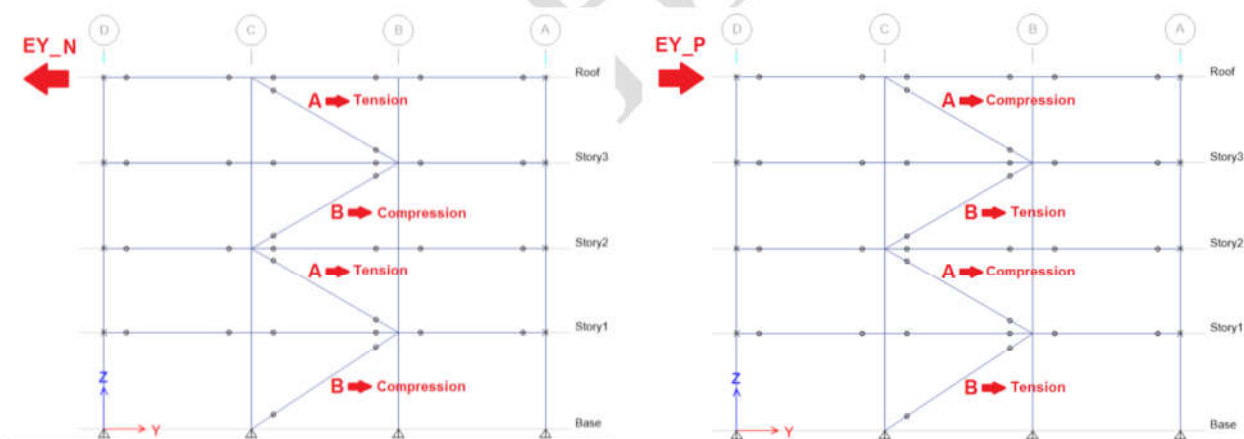 D C B A
EY_N
Roof
A Tension
Story3
B Compression
Story2
A Tension
Story1
B Compression
Z
Y
Base
D C B A
EY_P
Roof
A Compression
Story3
B Tension
Story2
A Compression
Story1
B Tension
Z
Y
Base